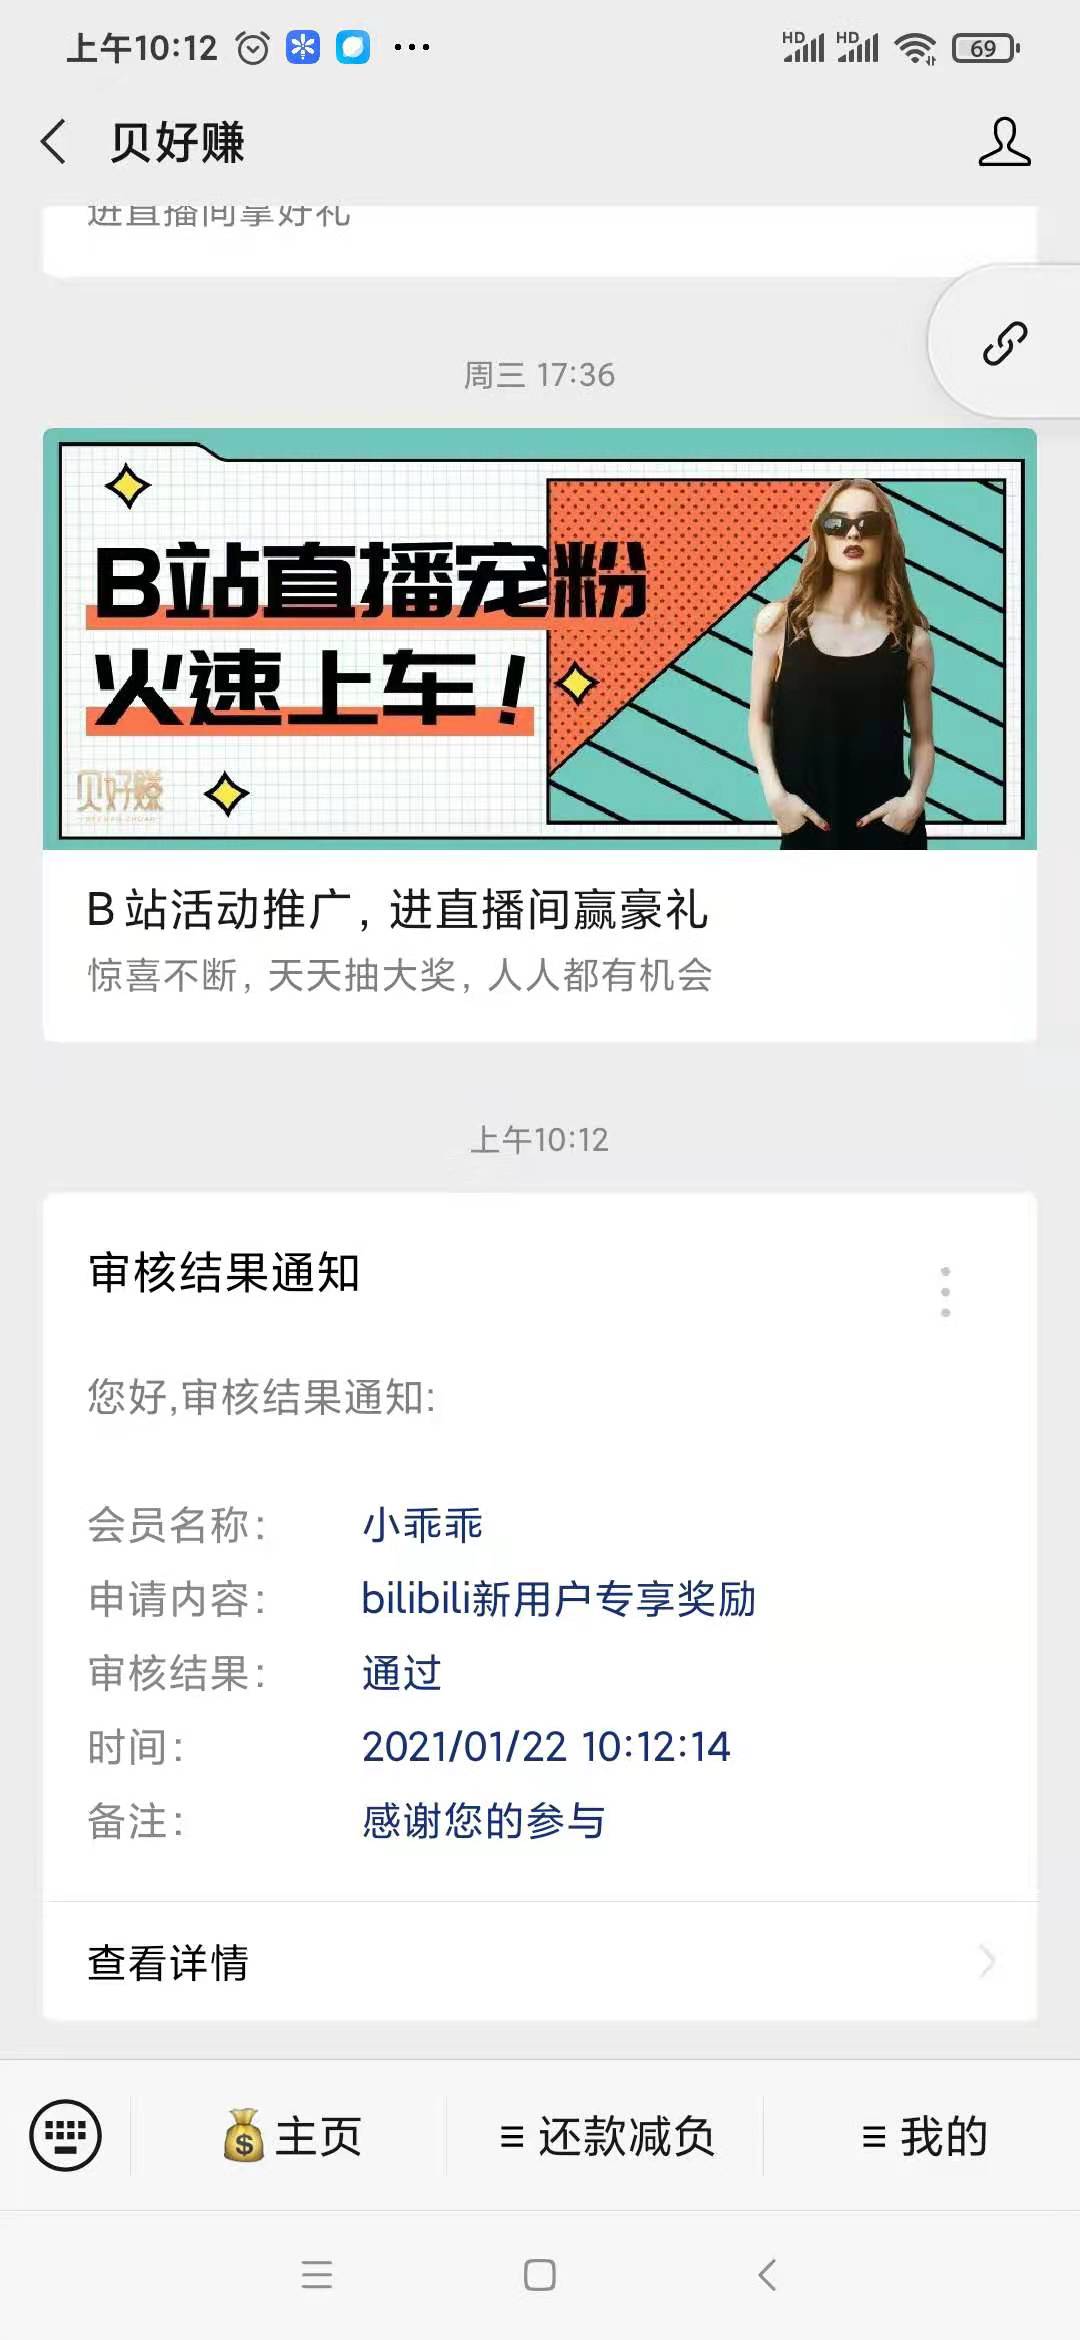 上午10:12
HD HD 69
贝好赚
进直播间拿好礼
周三 17:36
B站直播宠粉
火速上车！
贝好赚
B站活动推广，进直播间赢豪礼
惊喜不断，天天抽大奖，人人都有机会
上午10:12
审核结果通知
您好,审核结果通知:
会员名称： 小乖乖
申请内容： bilibili新用户专享奖励
审核结果： 通过
时间： 2021/01/22 10:12:14
备注： 感谢您的参与
查看详情
主页 还款减负 我的